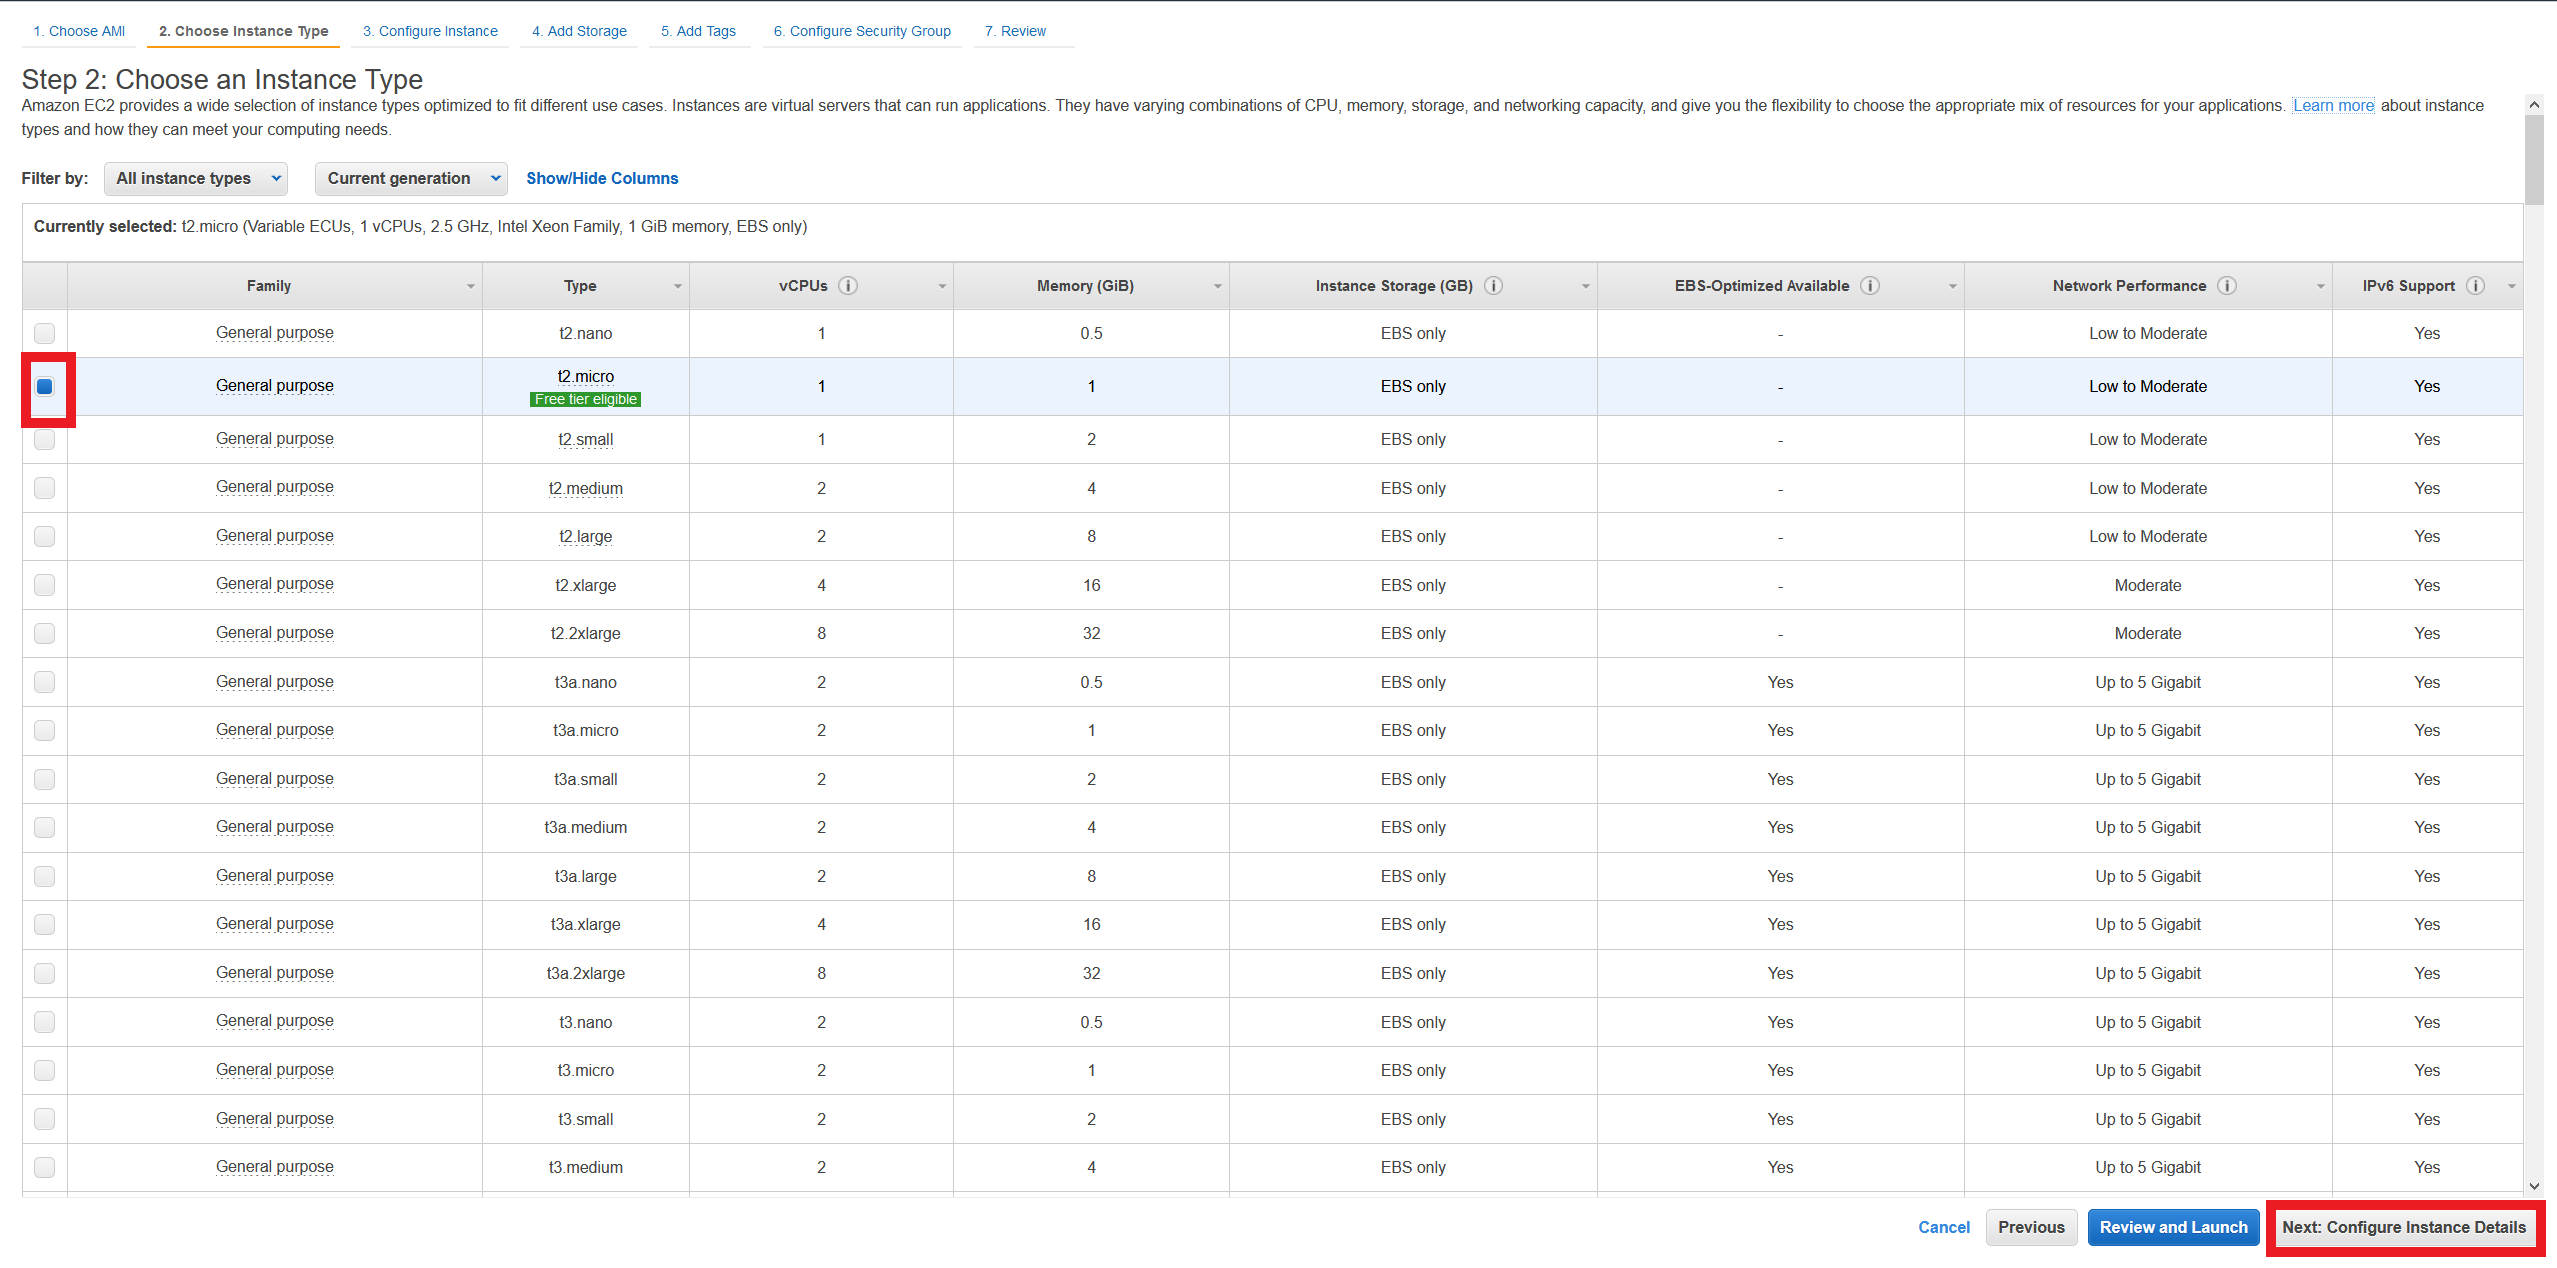 1. Choose AMI 2. Choose Instance Type 3. Configure Instance 4. Add Storage 5. Add Tags 6. Configure Security Group 7. Review
Step 2: Choose an Instance Type
Amazon EC2 provides a wide selection of instance types optimized to fit different use cases. Instances are virtual servers that can run applications. They have varying combinations of CPU, memory, storage, and networking capacity, and give you the flexibility to choose the appropriate mix of resources for your applications. Learn more about instance
types and how they can meet your computing needs.
Filter by: All instance types Current generation Show/Hide Columns
Currently selected: t2.micro (Variable ECUs, 1 vCPUs, 2.5 GHz, Intel Xeon Family, 1 GiB memory, EBS only)
Family Type vCPUs Memory (GiB) Instance Storage (GB) EBS-Optimized Available Network Performance IPv6 Support
General purpose t2.nano 1 0.5 EBS only - Low to Moderate Yes
General purpose t2.micro 1 1 EBS only - Low to Moderate Yes
Free tier eligible
General purpose t2.small 1 2 EBS only - Low to Moderate Yes
General purpose t2.medium 2 4 EBS only - Low to Moderate Yes
General purpose t2.large 2 8 EBS only - Low to Moderate Yes
General purpose t2.xlarge 4 16 EBS only - Moderate Yes
General purpose t2.2xlarge 8 32 EBS only - Moderate Yes
General purpose t3a.nano 2 0.5 EBS only Yes Up to 5 Gigabit Yes
General purpose t3a.micro 2 1 EBS only Yes Up to 5 Gigabit Yes
General purpose t3a.small 2 2 EBS only Yes Up to 5 Gigabit Yes
General purpose t3a.medium 2 4 EBS only Yes Up to 5 Gigabit Yes
General purpose t3a.large 2 8 EBS only Yes Up to 5 Gigabit Yes
General purpose t3a.xlarge 4 16 EBS only Yes Up to 5 Gigabit Yes
General purpose t3a.2xlarge 8 32 EBS only Yes Up to 5 Gigabit Yes
General purpose t3.nano 2 0.5 EBS only Yes Up to 5 Gigabit Yes
General purpose t3.micro 2 1 EBS only Yes Up to 5 Gigabit Yes
General purpose t3.small 2 2 EBS only Yes Up to 5 Gigabit Yes
General purpose t3.medium 2 4 EBS only Yes Up to 5 Gigabit Yes
Cancel Previous Review and Launch Next: Configure Instance Details